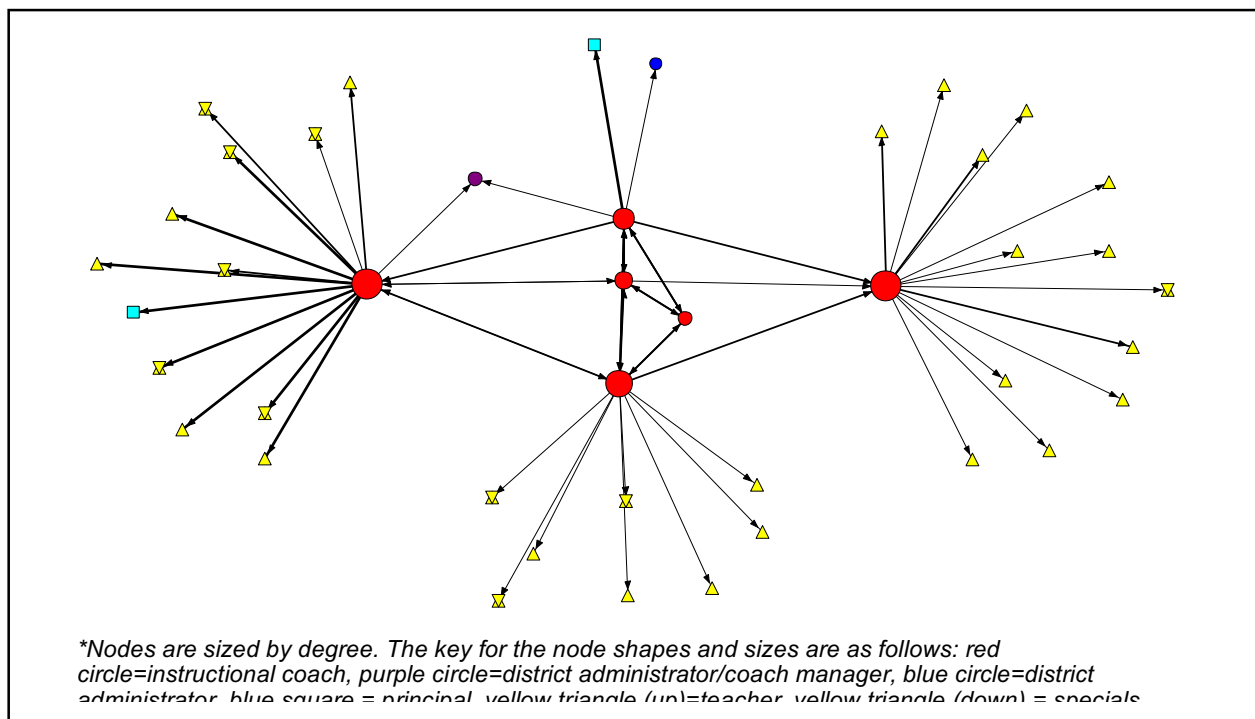 *Nodes are sized by degree. The key for the node shapes and sizes are as follows: red
circle=instructional coach, purple circle=district administrator/coach manager, blue circle=district
administrator, blue square = principal, yellow triangle (up)=teacher, yellow triangle (down) = specials